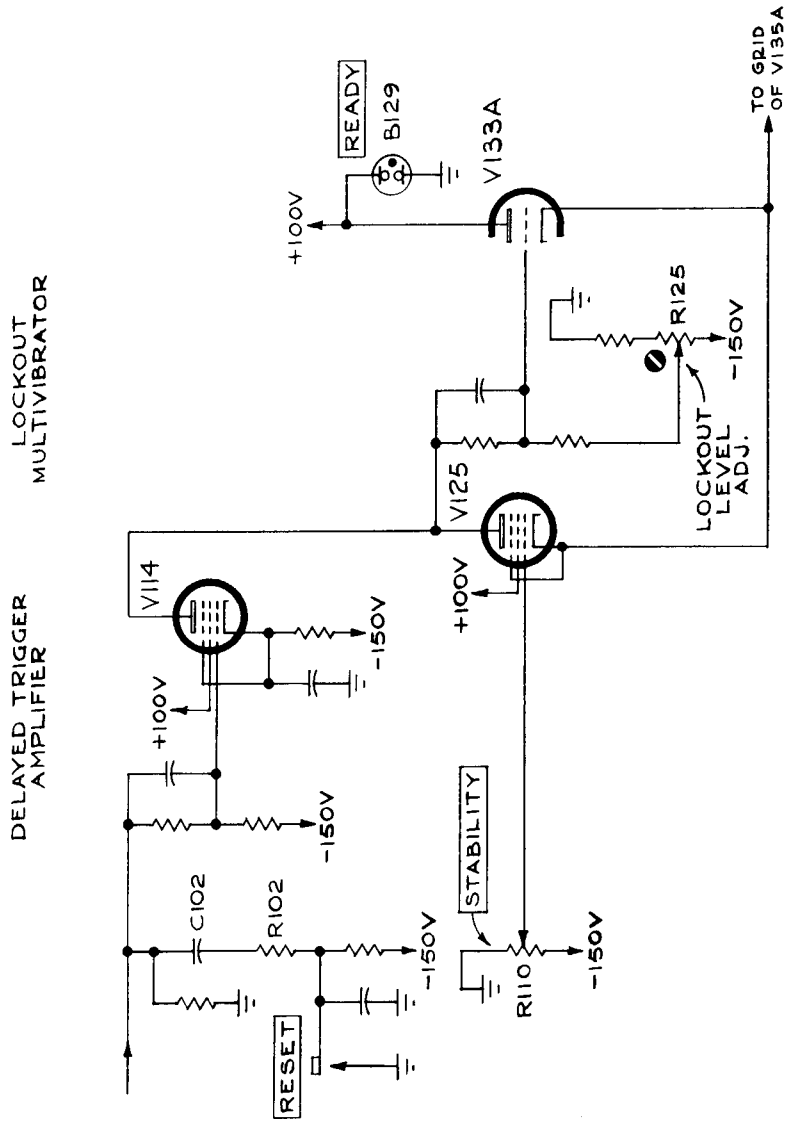 DELAYED TRIGGER
AMPLIFIER
LOCKOUT
MULTIVIBRATOR
C102
R102
RESET
-150V
-150V
+100V
V114
-150V
STABILITY
R110
-150V
+100V
V125
LOCKOUT
LEVEL
ADJ.
R125
-150V
+100V
READY
B129
V133A
TO GRID
OF V135A